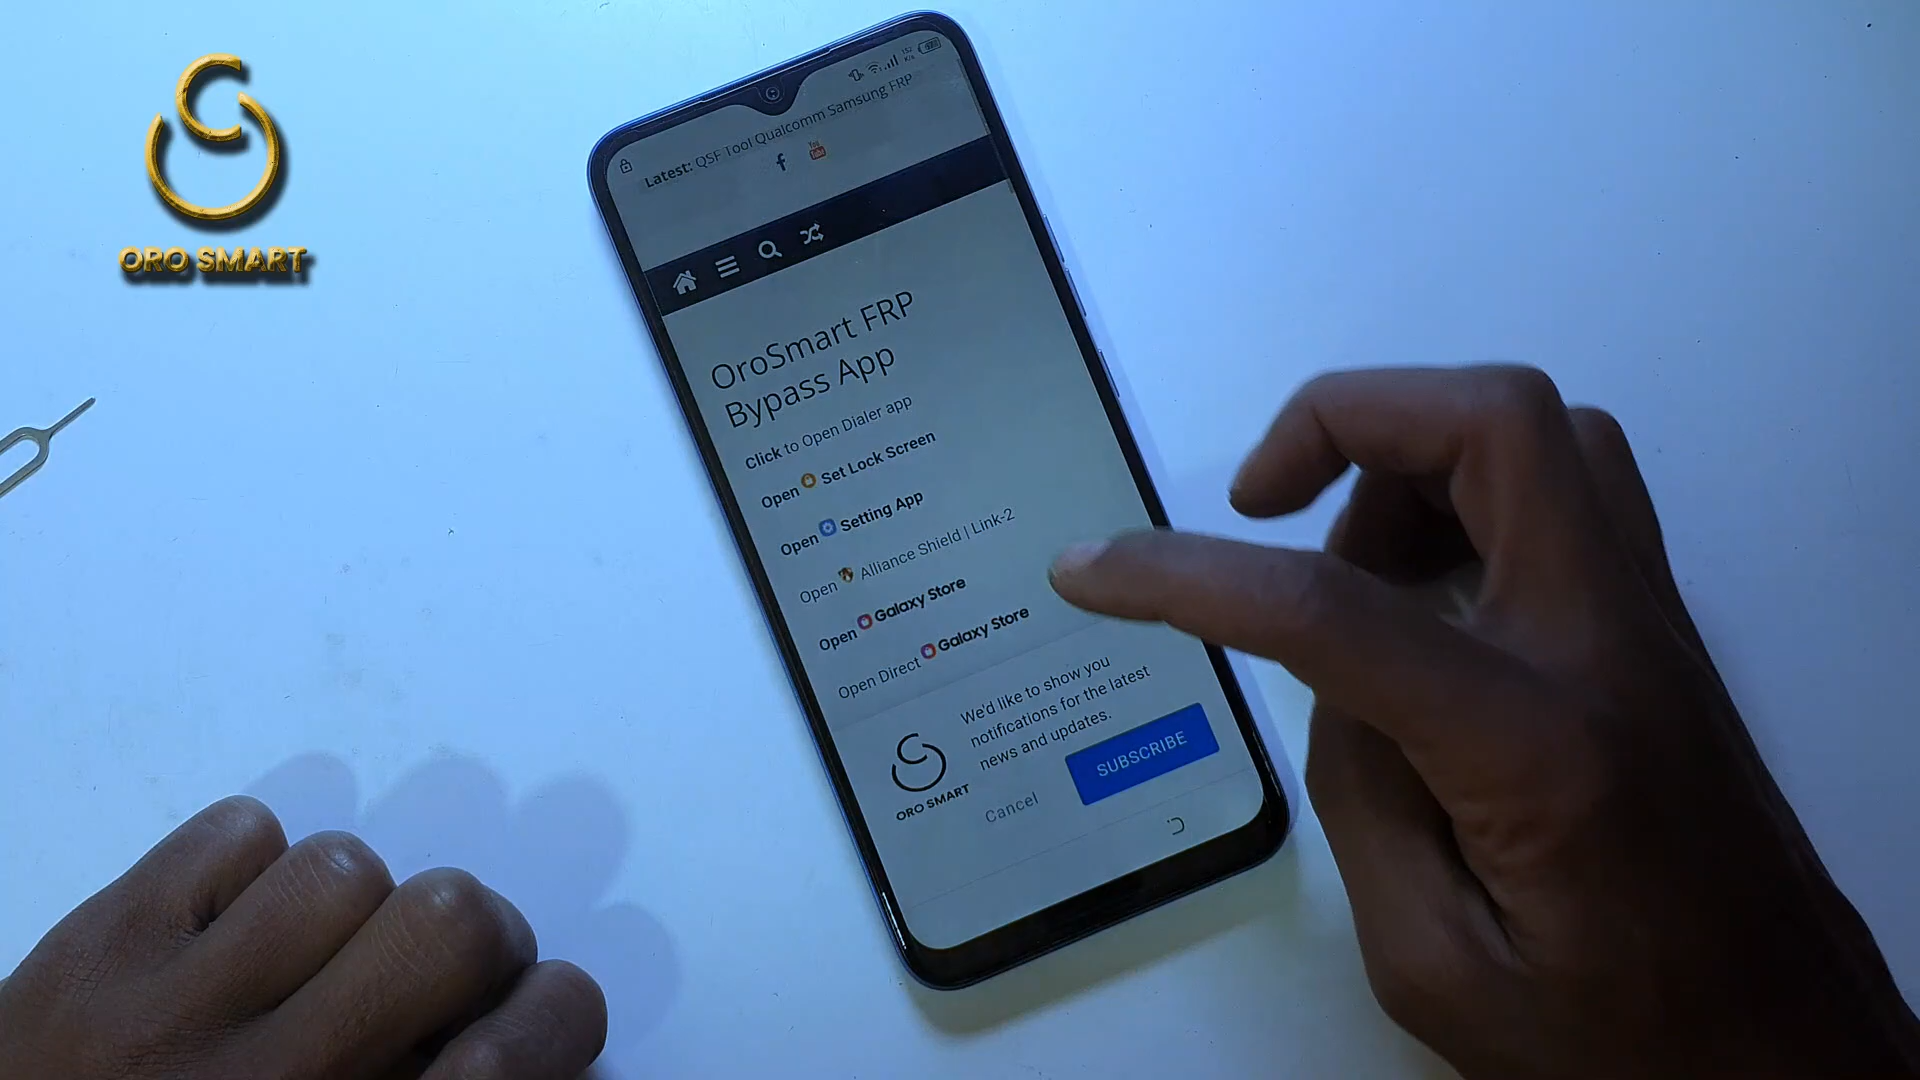 ORO SMART
Latest: QSF Tool Qualcomm Samsung FRP
You
Tube
OroSmart FRP
Bypass App
Click to Open Dialer app
Open Set Lock Screen
Open Setting App
Open Alliance Shield | Link-2
Open Galaxy Store
Open Direct Galaxy Store
We'd like to show you
notifications for the latest
news and updates.
ORO SMART
Cancel
SUBSCRIBE